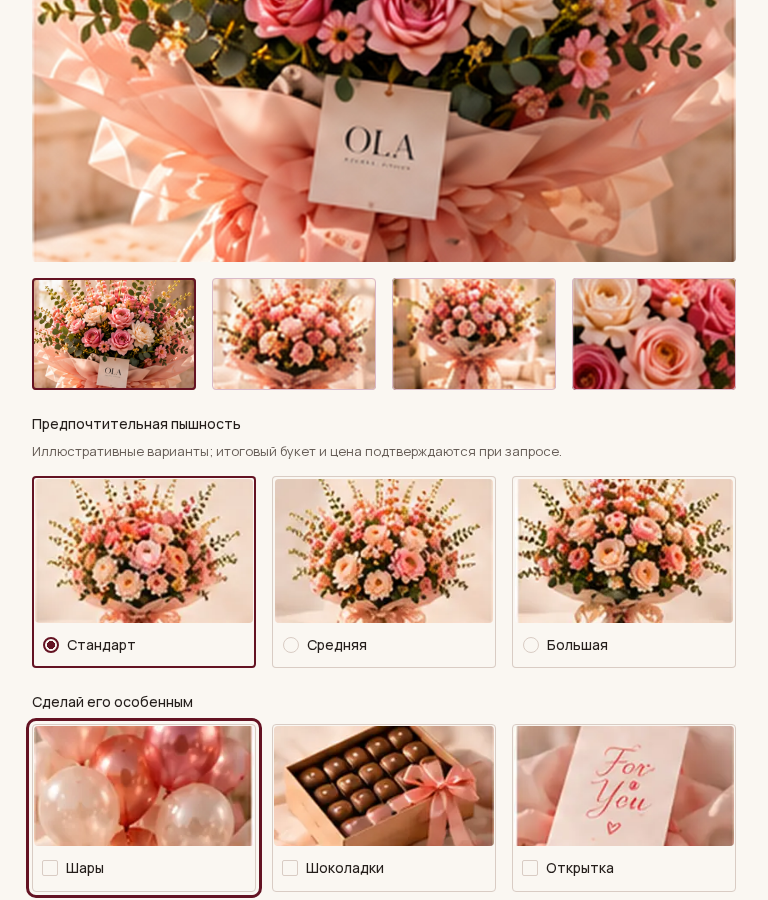 OLA
Предпочтительная пышность
Иллюстративные варианты; итоговый букет и цена подтверждаются при запросе.
Стандарт
Средняя
Большая
Сделай его особенным
For
You
Шары
Шоколадки
Открытка